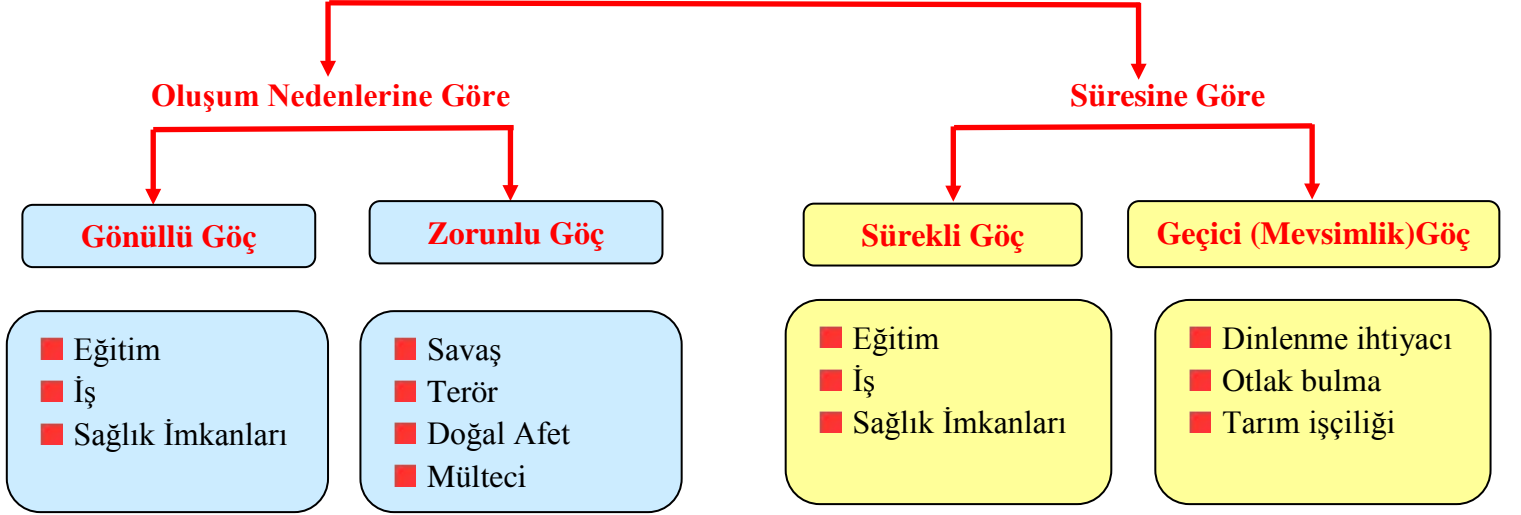 Oluşum Nedenlerine Göre
Süresine Göre
Gönüllü Göç
Zorunlu Göç
Sürekli Göç
Geçici (Mevsimlik)Göç
Eğitim
İş
Sağlık İmkanları
Savaş
Terör
Doğal Afet
Mülteci
Eğitim
İş
Sağlık İmkanları
Dinlenme ihtiyacı
Otlak bulma
Tarım işçiliği